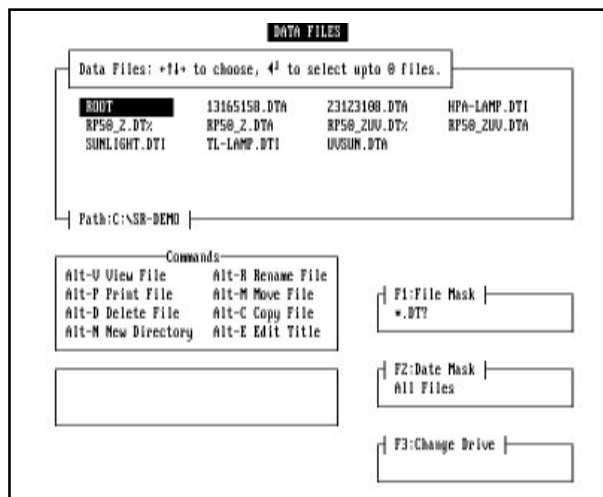 DATA FILES
Data Files: ←↑↓→ to choose, ↵ to select upto 8 files.
ROOT 13165158.DTA 23123108.DTA HPA-LAMP.DTI
RP50_Z.DT% RP50_Z.DTA RP50_ZUV.DT% RP50_ZUV.DTA
SUNLIGHT.DTI TL-LAMP.DTI UVSUN.DTA
Path:C:\SR-DEMO
Commands
Alt-V View File Alt-R Rename File
Alt-P Print File Alt-M Move File
Alt-D Delete File Alt-C Copy File
Alt-N New Directory Alt-E Edit Title
F1:File Mask
*.DT?
F2:Date Mask
All Files
F3:Change Drive